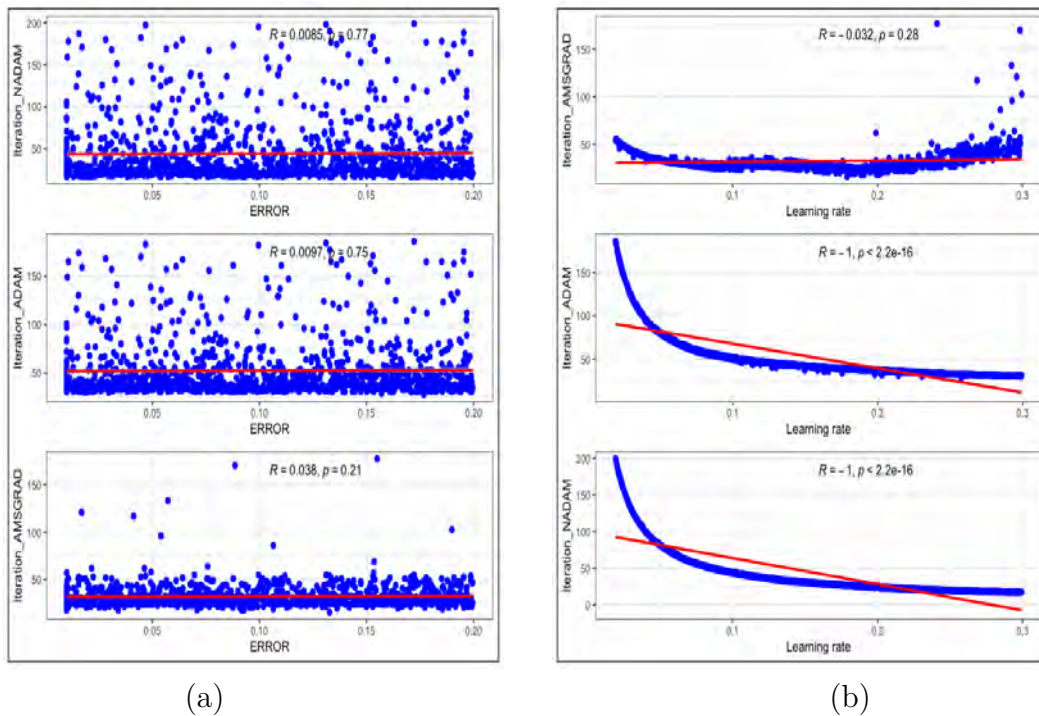 Iteration_NADAM
200
150
100
50
R = 0.0085, p = 0.77
0.05 0.10 0.15 0.20
ERROR
Iteration_ADAM
150
100
50
R = 0.0097, p = 0.75
0.05 0.10 0.15 0.20
ERROR
Iteration_AMSGRAD
150
100
50
R = 0.038, p = 0.21
0.05 0.10 0.15 0.20
ERROR
(a)
Iteration_AMSGRAD
150
100
50
R = −0.032, p = 0.28
0.1 0.2 0.3
Learning rate
Iteration_ADAM
150
100
50
R = −1, p < 2.2e-16
0.1 0.2 0.3
Learning rate
Iteration_NADAM
200
150
100
50
0
R = −1, p < 2.2e-16
0.1 0.2 0.3
Learning rate
(b)